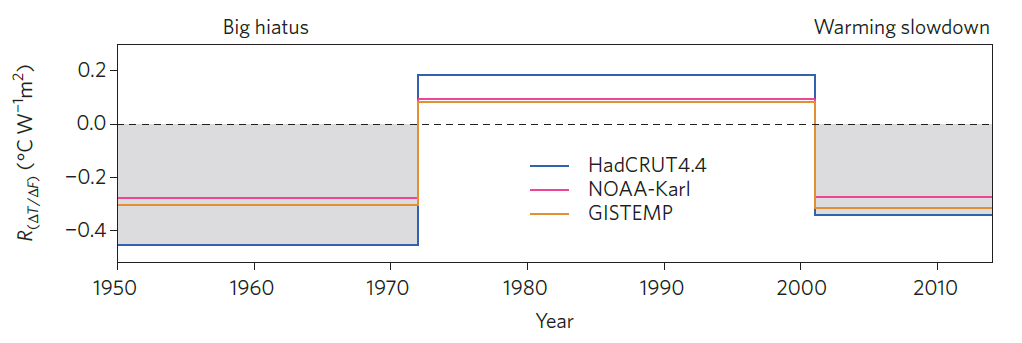 Big hiatus
Warming slowdown
R(ΔT/ΔF) (°C W⁻¹m²)
0.2
0.0
−0.2
−0.4
HadCRUT4.4
NOAA-Karl
GISTEMP
1950 1960 1970 1980 1990 2000 2010
Year